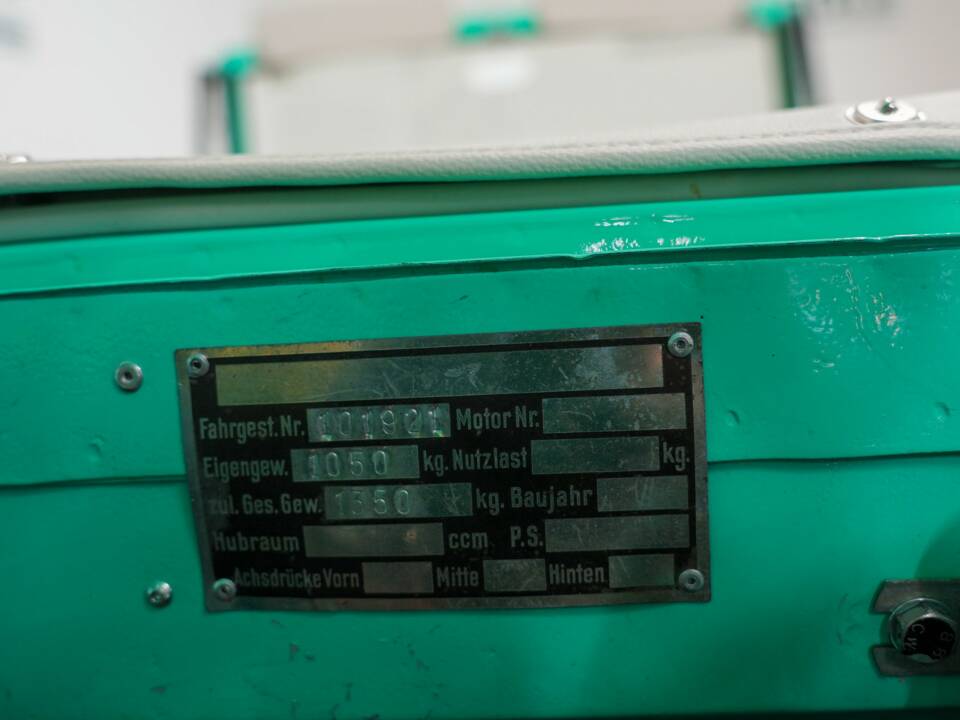 Fahrgest. Nr. 101921 Motor Nr.
Eigengew. 1050 kg. Nutzlast kg.
zul. Ges. Gew. 1350 kg. Baujahr
Hubraum ccm P.S.
Achsdrücke Vorn Mitte Hinten